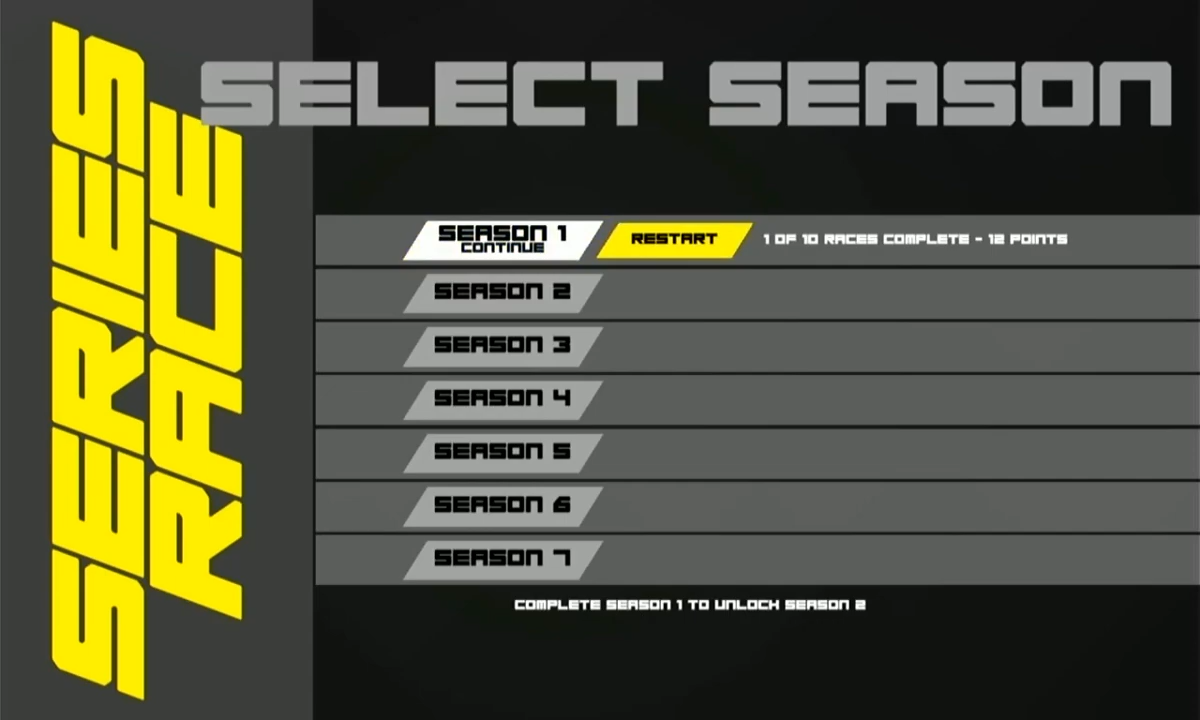 SERIES
RACE
SELECT SEASON
SEASON 1
CONTINUE
RESTART
1 OF 10 RACES COMPLETE - 12 POINTS
SEASON 2
SEASON 3
SEASON 4
SEASON 5
SEASON 6
SEASON 7
COMPLETE SEASON 1 TO UNLOCK SEASON 2